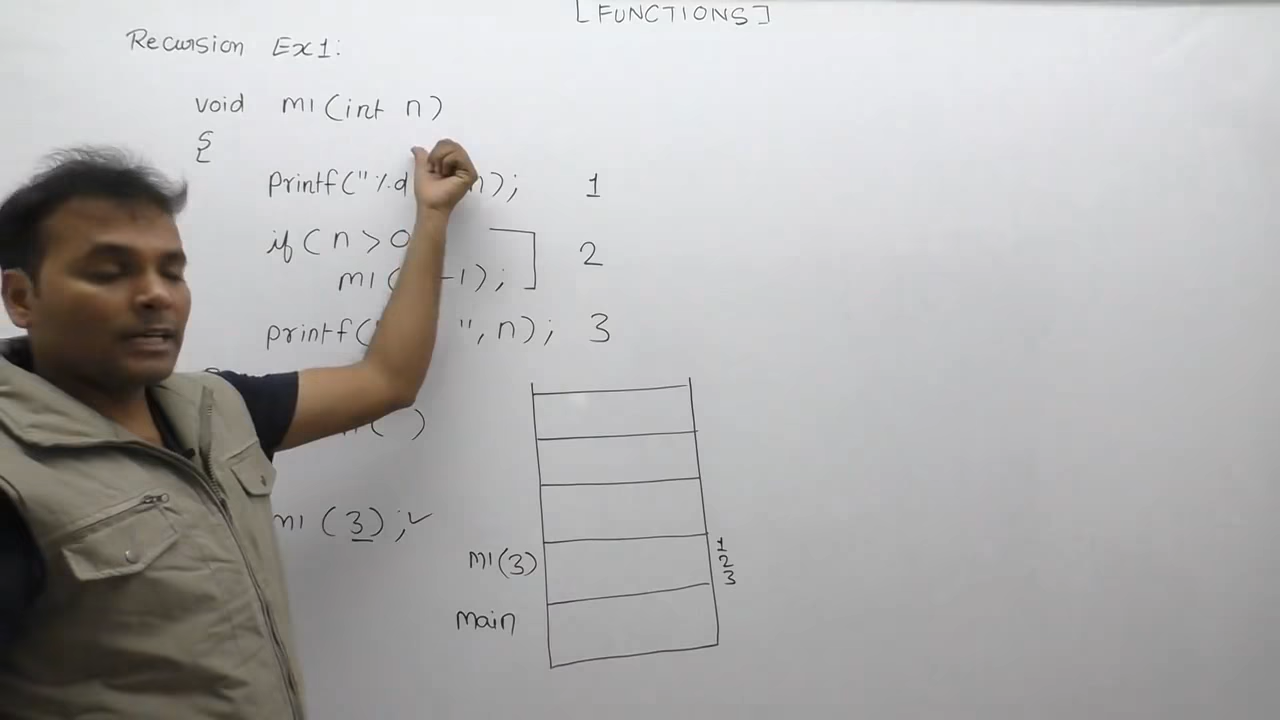 [FUNCTIONS]
Recursion Ex1:
void m1(int n)
{
printf("%d n); 1
if(n>0 2
m1( -1);
printf(" ",n); 3
( )
m1(3);✓
m1(3) 1
2
3
main